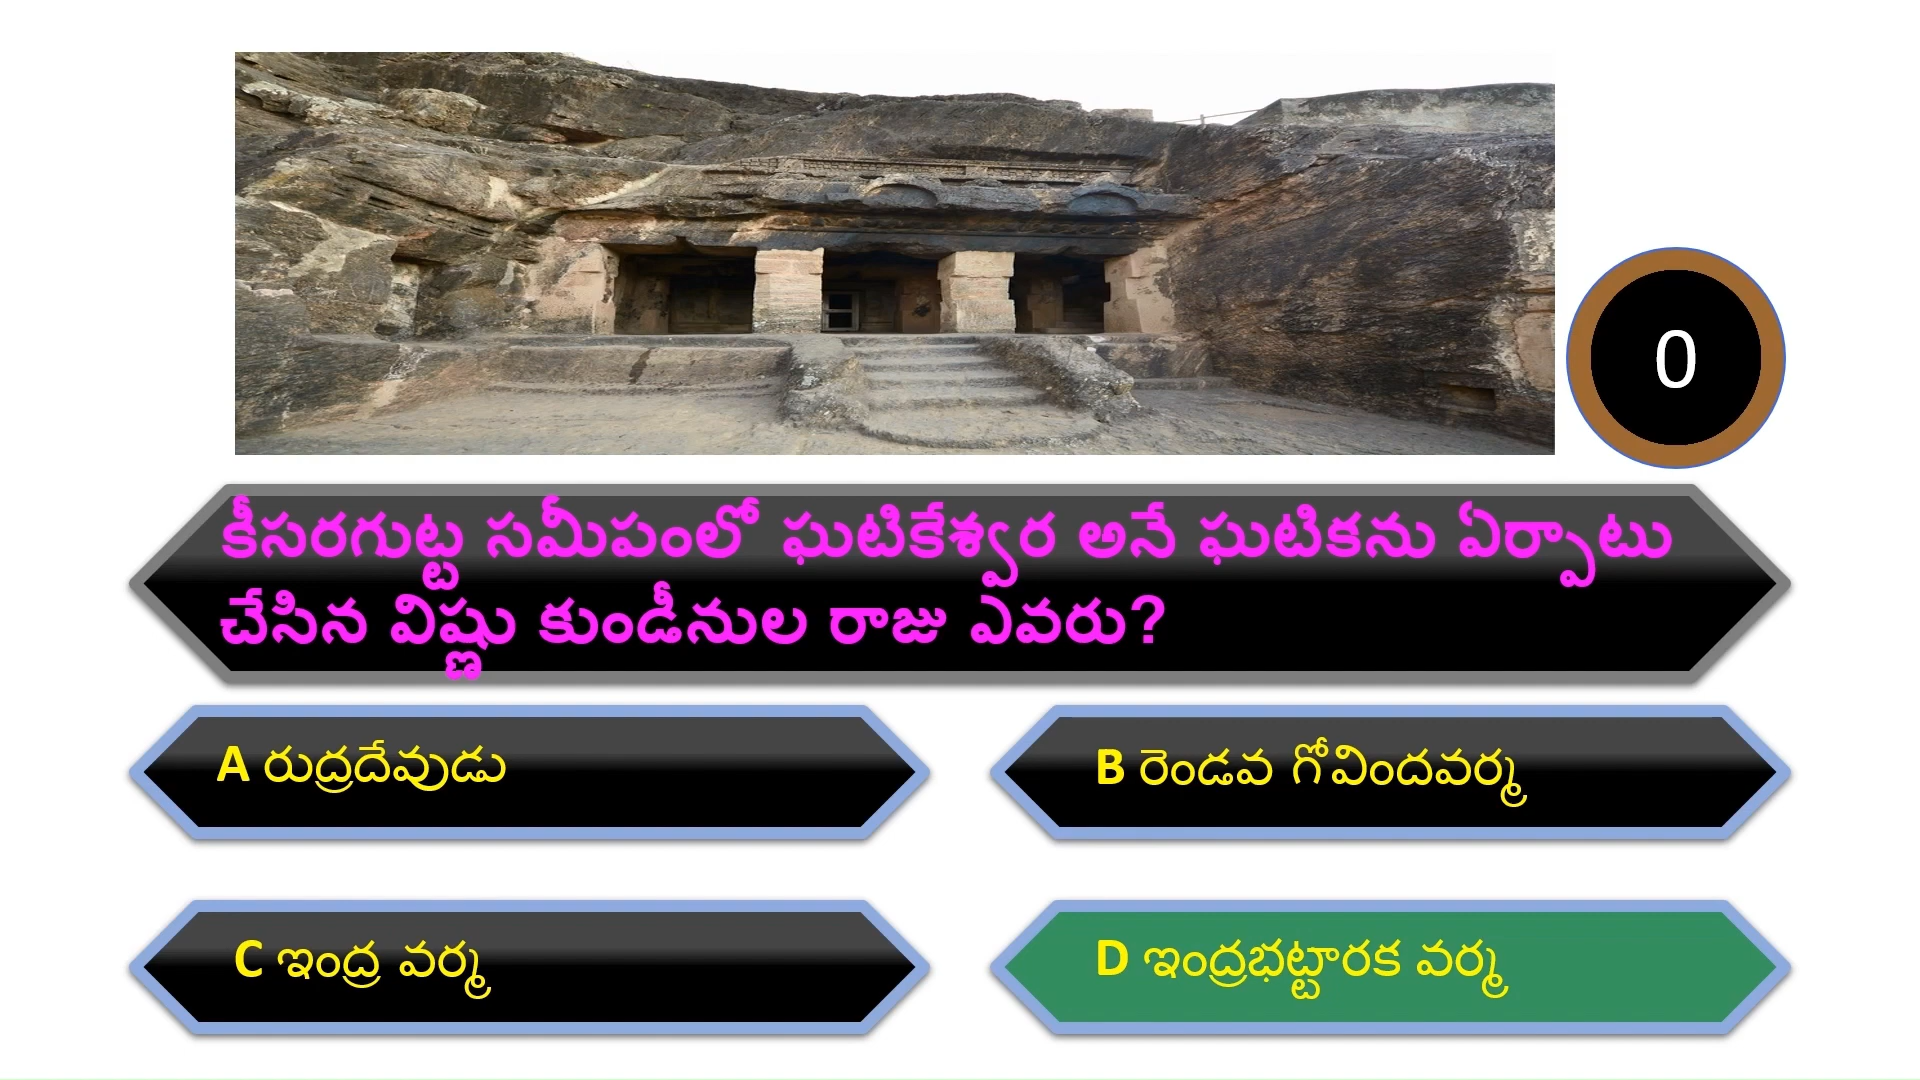 0
కీసరగుట్ట సమీపంలో ఘటికేశ్వర అనే ఘటికను ఏర్పాటు
చేసిన విష్ణు కుండీనుల రాజు ఎవరు?
A రుద్రదేవుడు
B రెండవ గోవిందవర్మ
C ఇంద్ర వర్మ
D ఇంద్రభట్టారక వర్మ